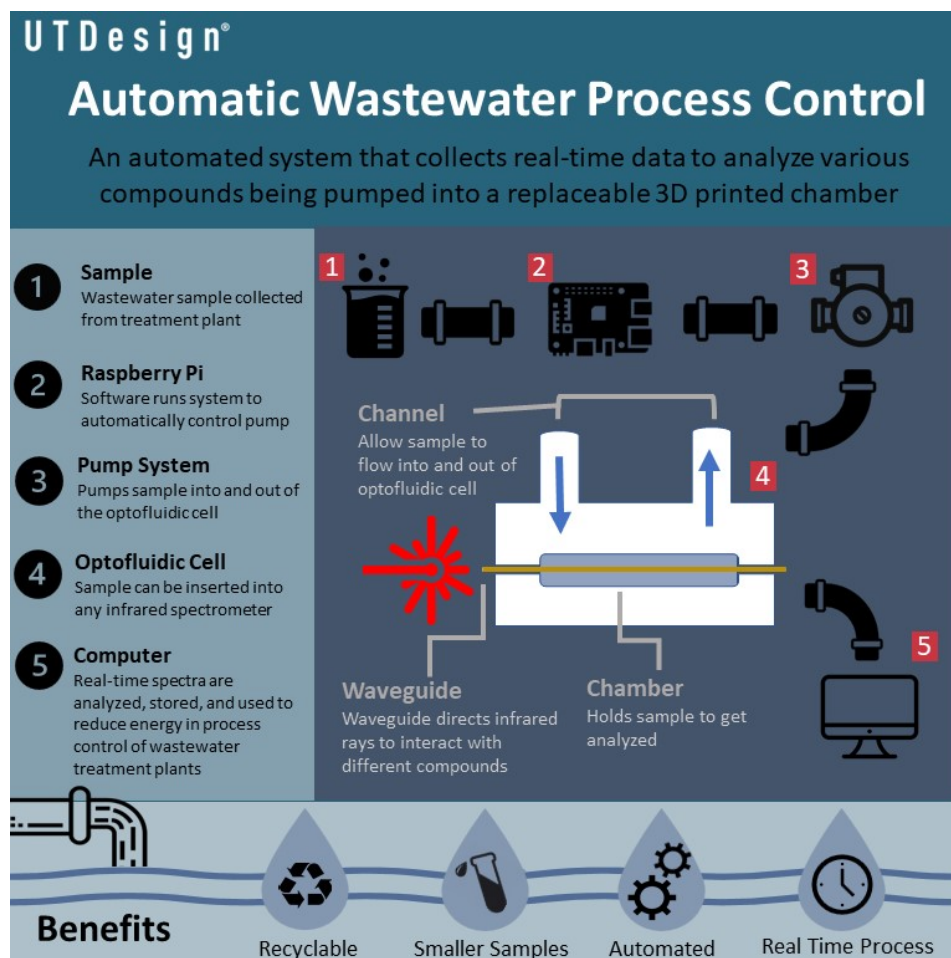 UTDesign®
Automatic Wastewater Process Control
An automated system that collects real-time data to analyze various
compounds being pumped into a replaceable 3D printed chamber
1
Sample
Wastewater sample collected
from treatment plant
2
Raspberry Pi
Software runs system to
automatically control pump
3
Pump System
Pumps sample into and out of
the optofluidic cell
4
Optofluidic Cell
Sample can be inserted into
any infrared spectrometer
5
Computer
Real-time spectra are
analyzed, stored, and used to
reduce energy in process
control of wastewater
treatment plants
1
2
3
Channel
Allow sample to
flow into and out of
optofluidic cell
4
Waveguide
Waveguide directs infrared
rays to interact with
different compounds
Chamber
Holds sample to get
analyzed
5
Benefits
Recyclable
Smaller Samples
Automated
Real Time Process